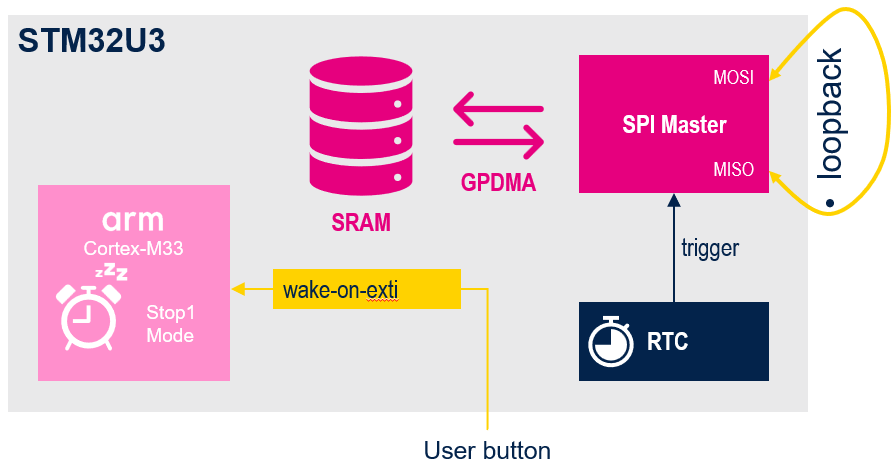 STM32U3
MOSI
SPI Master
MISO
• loopback
GPDMA
SRAM
arm
Cortex-M33
zzz
Stop1
Mode
wake-on-exti
trigger
RTC
User button